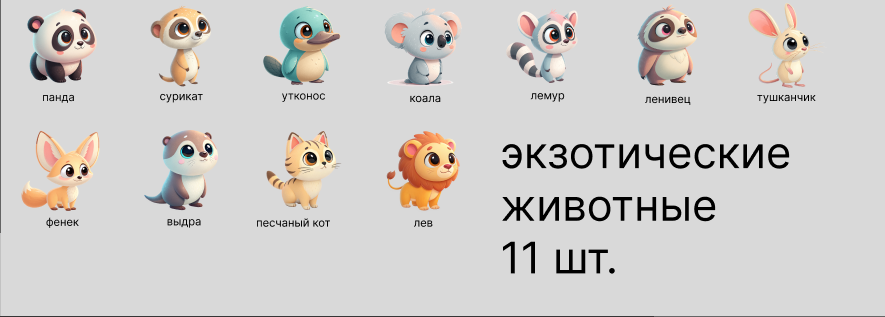 панда
сурикат
утконос
коала
лемур
ленивец
тушканчик
фенек
выдра
песчаный кот
лев
экзотические
животные
11 шт.